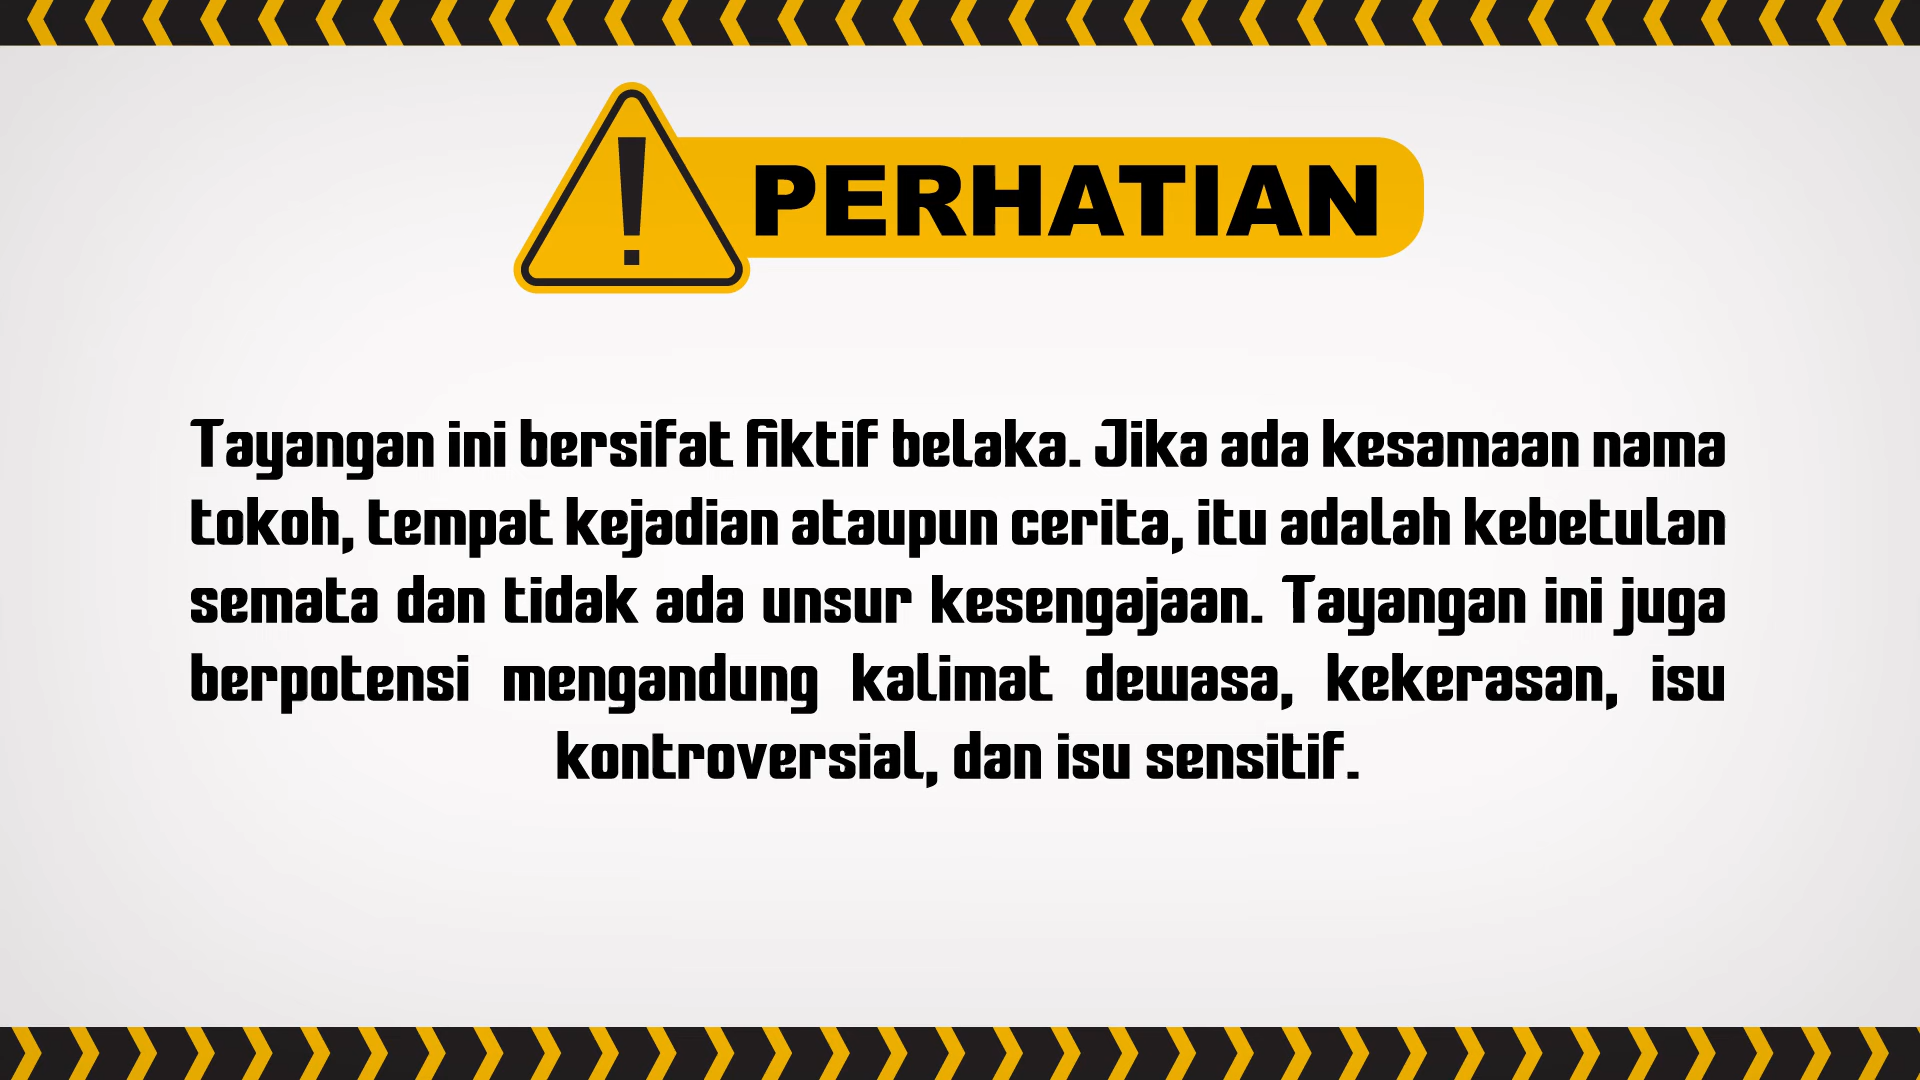 PERHATIAN
Tayangan ini bersifat fiktif belaka. Jika ada kesamaan nama
tokoh, tempat kejadian ataupun cerita, itu adalah kebetulan
semata dan tidak ada unsur kesengajaan. Tayangan ini juga
berpotensi mengandung kalimat dewasa, kekerasan, isu
kontroversial, dan isu sensitif.